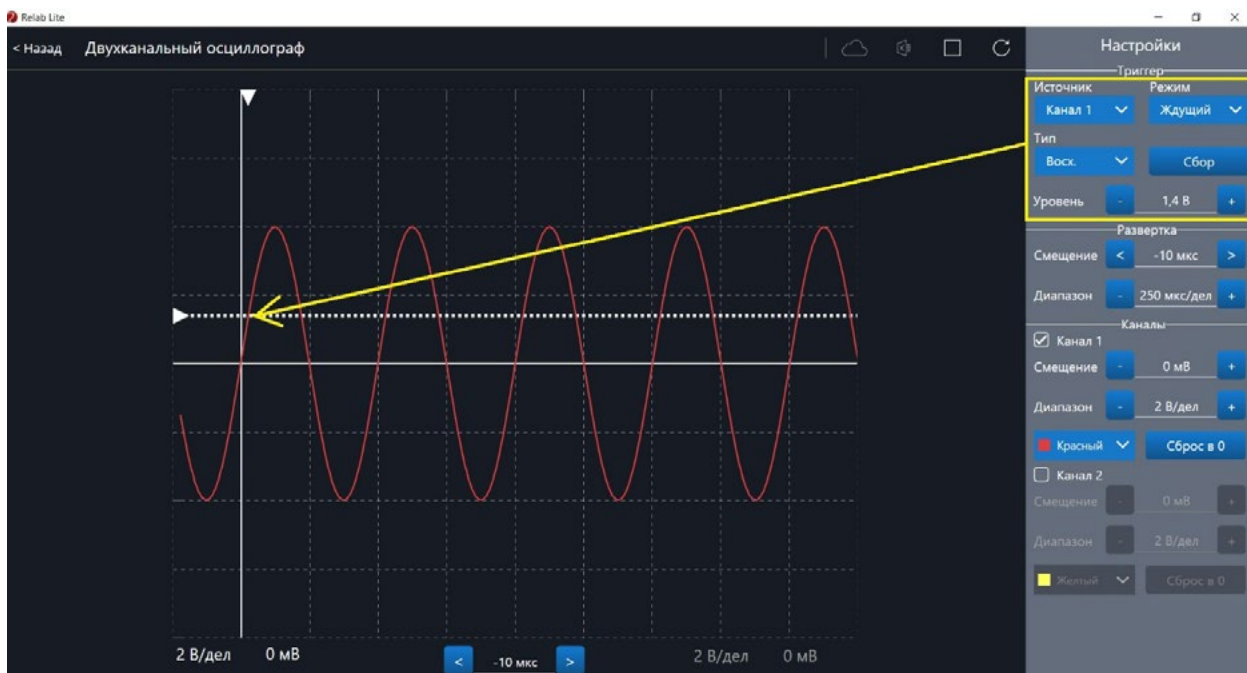 Relab Lite
< Назад Двухканальный осциллограф
Настройки
Триггер
Источник Режим
Канал 1 Ждущий
Тип
Восх. Сбор
Уровень - 1,4 В +
Развертка
Смещение < -10 мкс >
Диапазон - 250 мкс/дел +
Каналы
Канал 1
Смещение - 0 мВ +
Диапазон - 2 В/дел +
Красный Сброс в 0
Канал 2
Смещение - 0 мВ +
Диапазон - 2 В/дел +
Желтый Сброс в 0
2 В/дел 0 мВ < -10 мкс > 2 В/дел 0 мВ